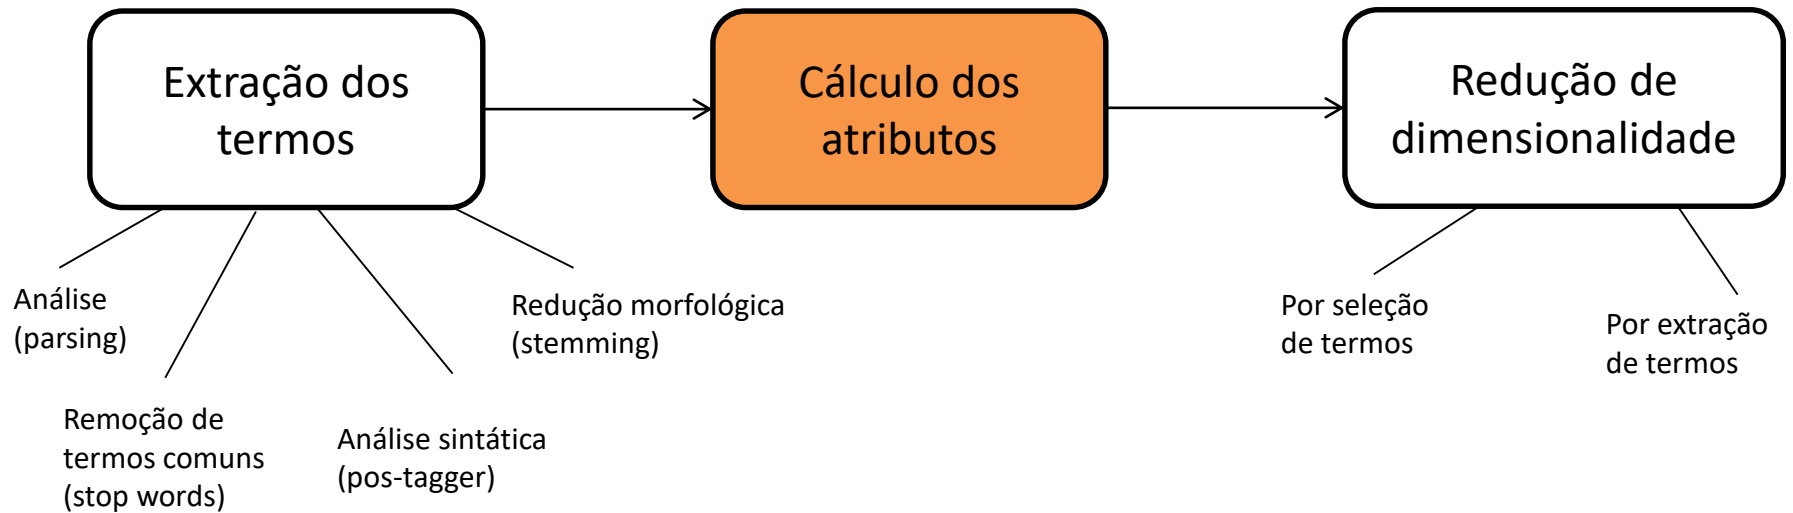 Extração dos
termos
Cálculo dos
atributos
Redução de
dimensionalidade
Análise
(parsing)
Remoção de
termos comuns
(stop words)
Análise sintática
(pos-tagger)
Redução morfológica
(stemming)
Por seleção
de termos
Por extração
de termos